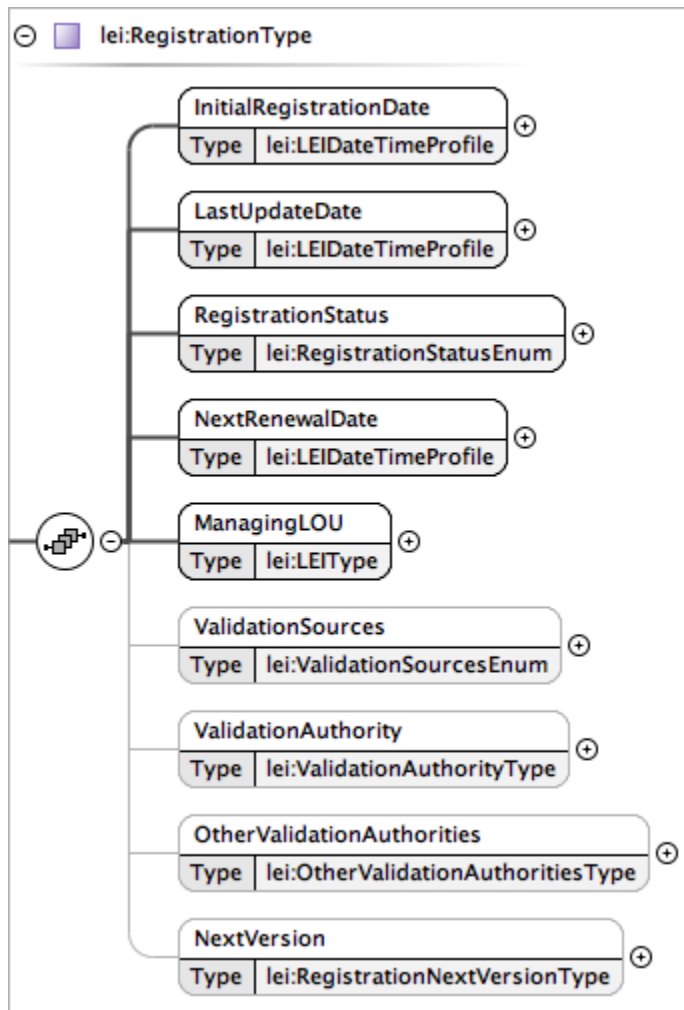 lei:RegistrationType
InitialRegistrationDate
Type lei:LEIDateTimeProfile
LastUpdateDate
Type lei:LEIDateTimeProfile
RegistrationStatus
Type lei:RegistrationStatusEnum
NextRenewalDate
Type lei:LEIDateTimeProfile
ManagingLOU
Type lei:LEIType
ValidationSources
Type lei:ValidationSourcesEnum
ValidationAuthority
Type lei:ValidationAuthorityType
OtherValidationAuthorities
Type lei:OtherValidationAuthoritiesType
NextVersion
Type lei:RegistrationNextVersionType